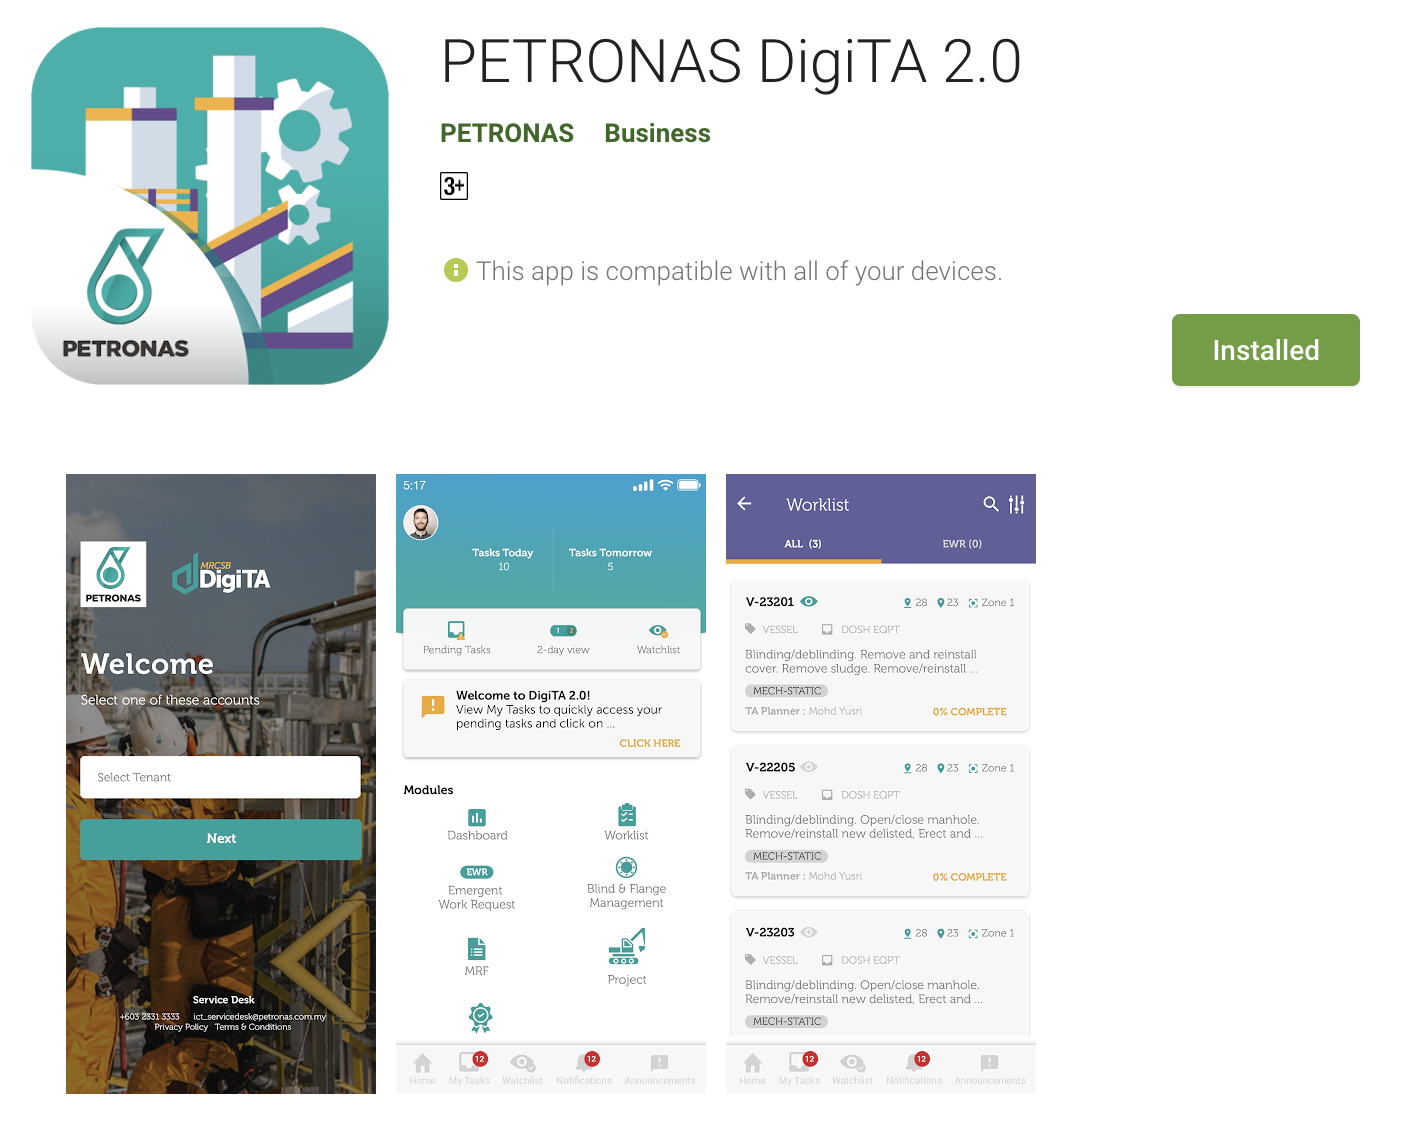 PETRONAS DigiTA 2.0
PETRONAS Business
3+
This app is compatible with all of your devices.
PETRONAS
Installed
PETRONAS
MRCSB
DigiTA
Welcome
Select one of these accounts
Select Tenant
Next
Service Desk
+603 2331 3333 ict_servicedesk@petronas.com.my
Privacy Policy Terms & Conditions
5:17
Tasks Today Tasks Tomorrow
10 5
1 2
Pending Tasks 2-day view Watchlist
Welcome to DigiTA 2.0!
View My Tasks to quickly access your
pending tasks and click on ...
CLICK HERE
Modules
Dashboard Worklist
EWR
Emergent
Work Request
Blind & Flange
Management
MRF Project
12 12
Home My Tasks Watchlist Notifications Announcements
Worklist
ALL (3) EWR (0)
V-23201 28 23 Zone 1
VESSEL DOSH EQPT
Blinding/deblinding. Remove and reinstall
cover. Remove sludge. Remove/reinstall ...
MECH-STATIC
TA Planner : Mohd Yusri 0% COMPLETE
V-22205 28 23 Zone 1
VESSEL DOSH EQPT
Blinding/deblinding. Open/close manhole.
Remove/reinstall new delisted, Erect and ...
MECH-STATIC
TA Planner : Mohd Yusri 0% COMPLETE
V-23203 28 23 Zone 1
VESSEL DOSH EQPT
Blinding/deblinding. Open/close manhole.
Remove/reinstall new delisted, Erect and ...
MECH-STATIC
12 12
Home My Tasks Watchlist Notifications Announcements